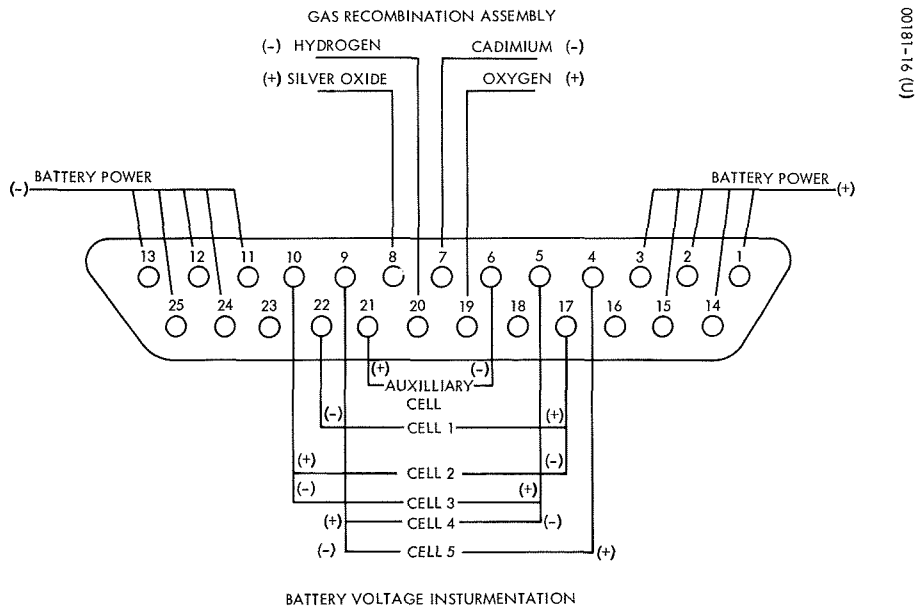 00181-16 (U)
GAS RECOMBINATION ASSEMBLY
(-) HYDROGEN CADIMIUM (-)
(+) SILVER OXIDE OXYGEN (+)
BATTERY POWER BATTERY POWER
(-) (+)
13 12 11 10 9 8 7 6 5 4 3 2 1
25 24 23 22 21 20 19 18 17 16 15 14
(+) (-)
AUXILLIARY
CELL
(-) (+)
CELL 1
(+) (-)
CELL 2
(-) (+)
CELL 3
(+) CELL 4 (-)
(-) CELL 5 (+)
BATTERY VOLTAGE INSTURMENTATION